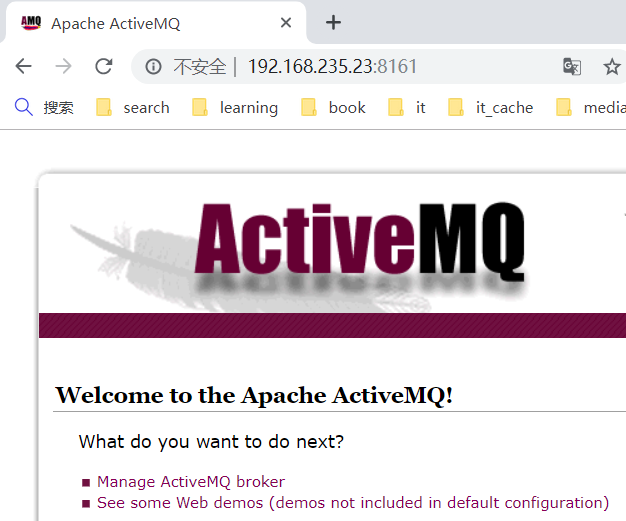 AMQ Apache ActiveMQ
不安全 | 192.168.235.23:8161
搜索 search learning book it it_cache media
ActiveMQ
Welcome to the Apache ActiveMQ!
What do you want to do next?
Manage ActiveMQ broker
See some Web demos (demos not included in default configuration)